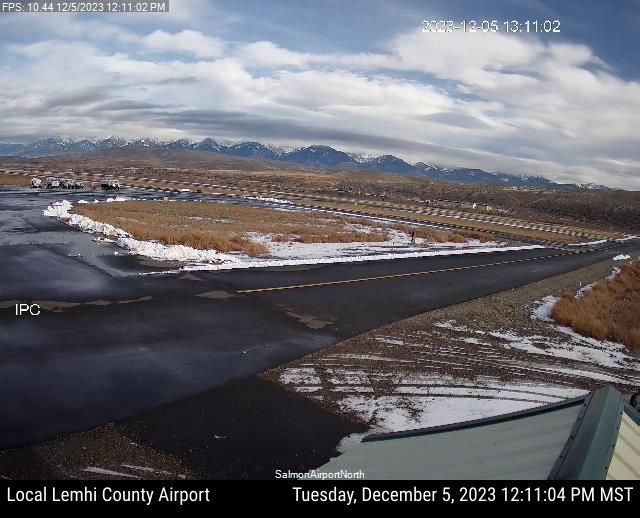 FPS: 10.44 12/5/2023 12:11:02 PM
2023-12-05 13:11:02
IPC
SalmonAirportNorth
Local Lemhi County Airport
Tuesday, December 5, 2023 12:11:04 PM MST